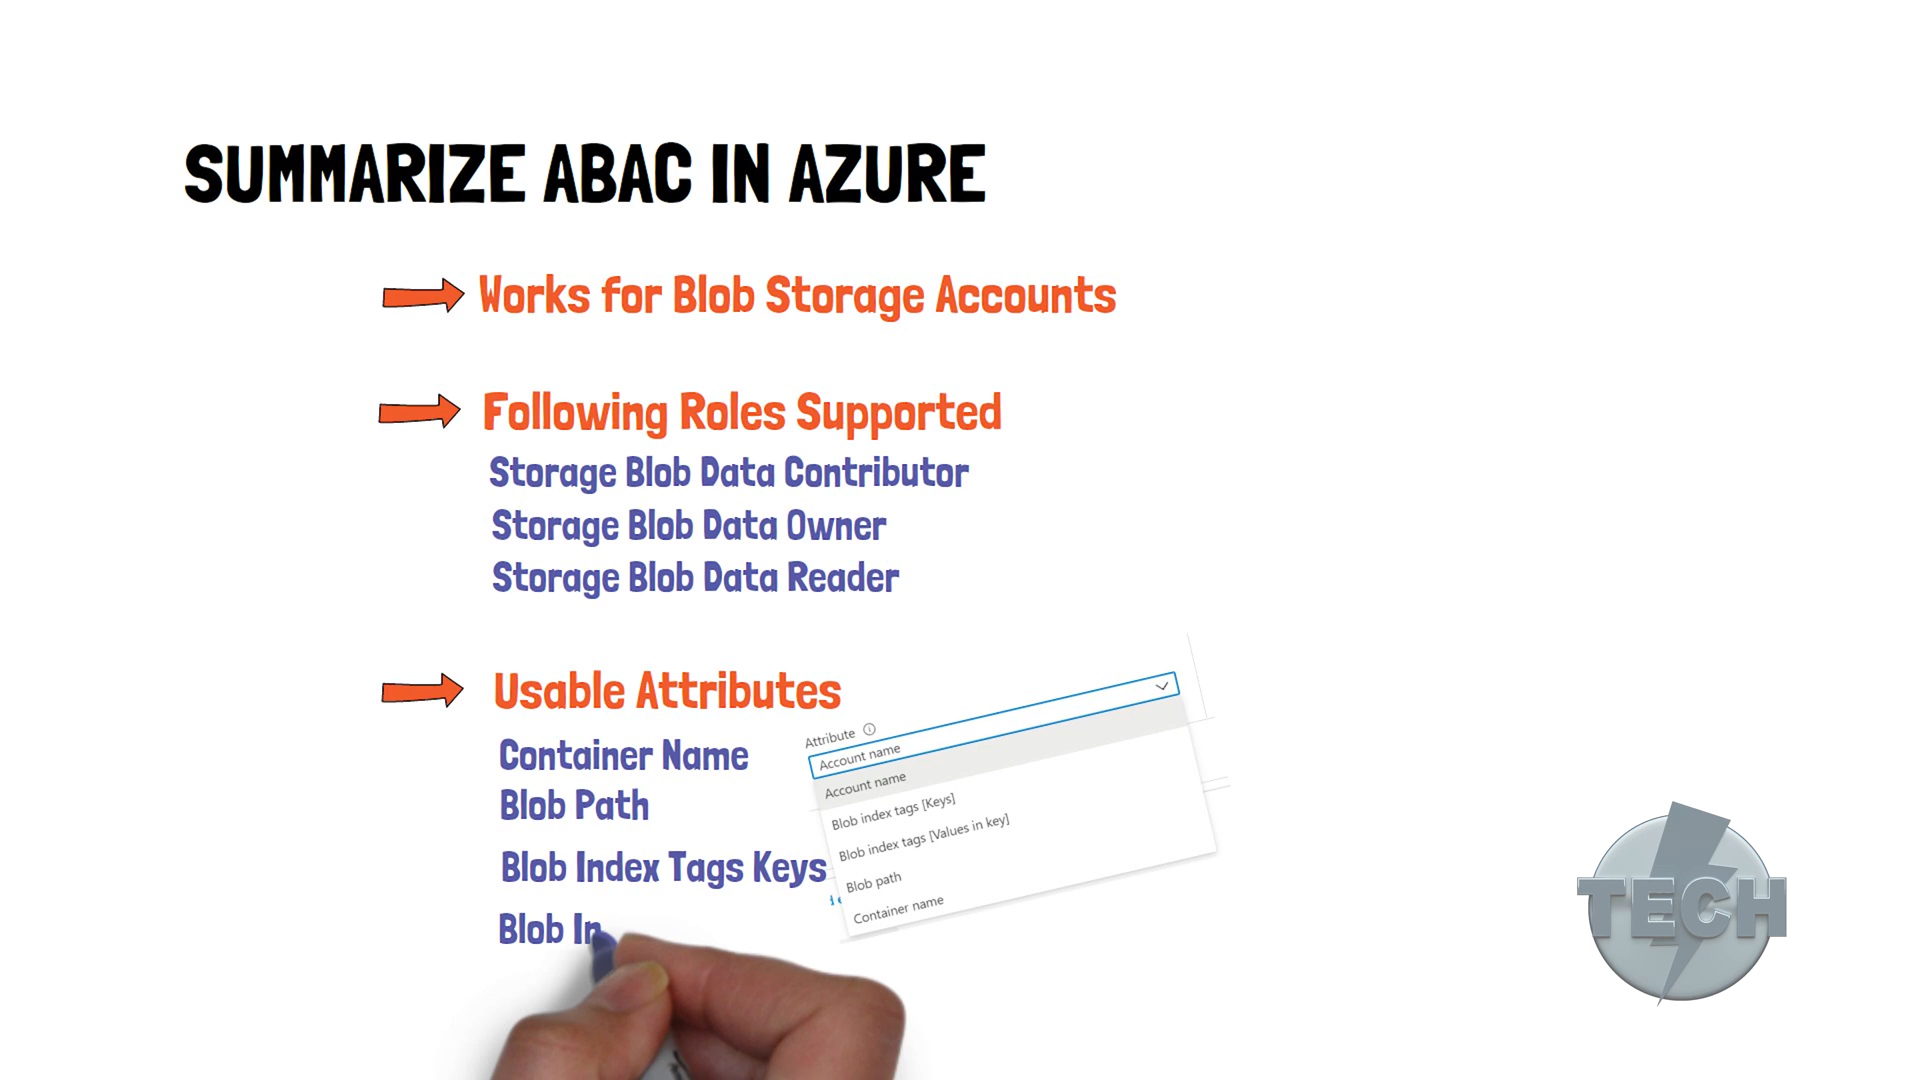 SUMMARIZE ABAC IN AZURE
Works for Blob Storage Accounts
Following Roles Supported
Storage Blob Data Contributor
Storage Blob Data Owner
Storage Blob Data Reader
Usable Attributes
Container Name
Blob Path
Blob Index Tags Keys
Blob In
Attribute
Account name
Account name
Blob index tags [Keys]
Blob index tags [Values in key]
Blob path
Container name
TECH